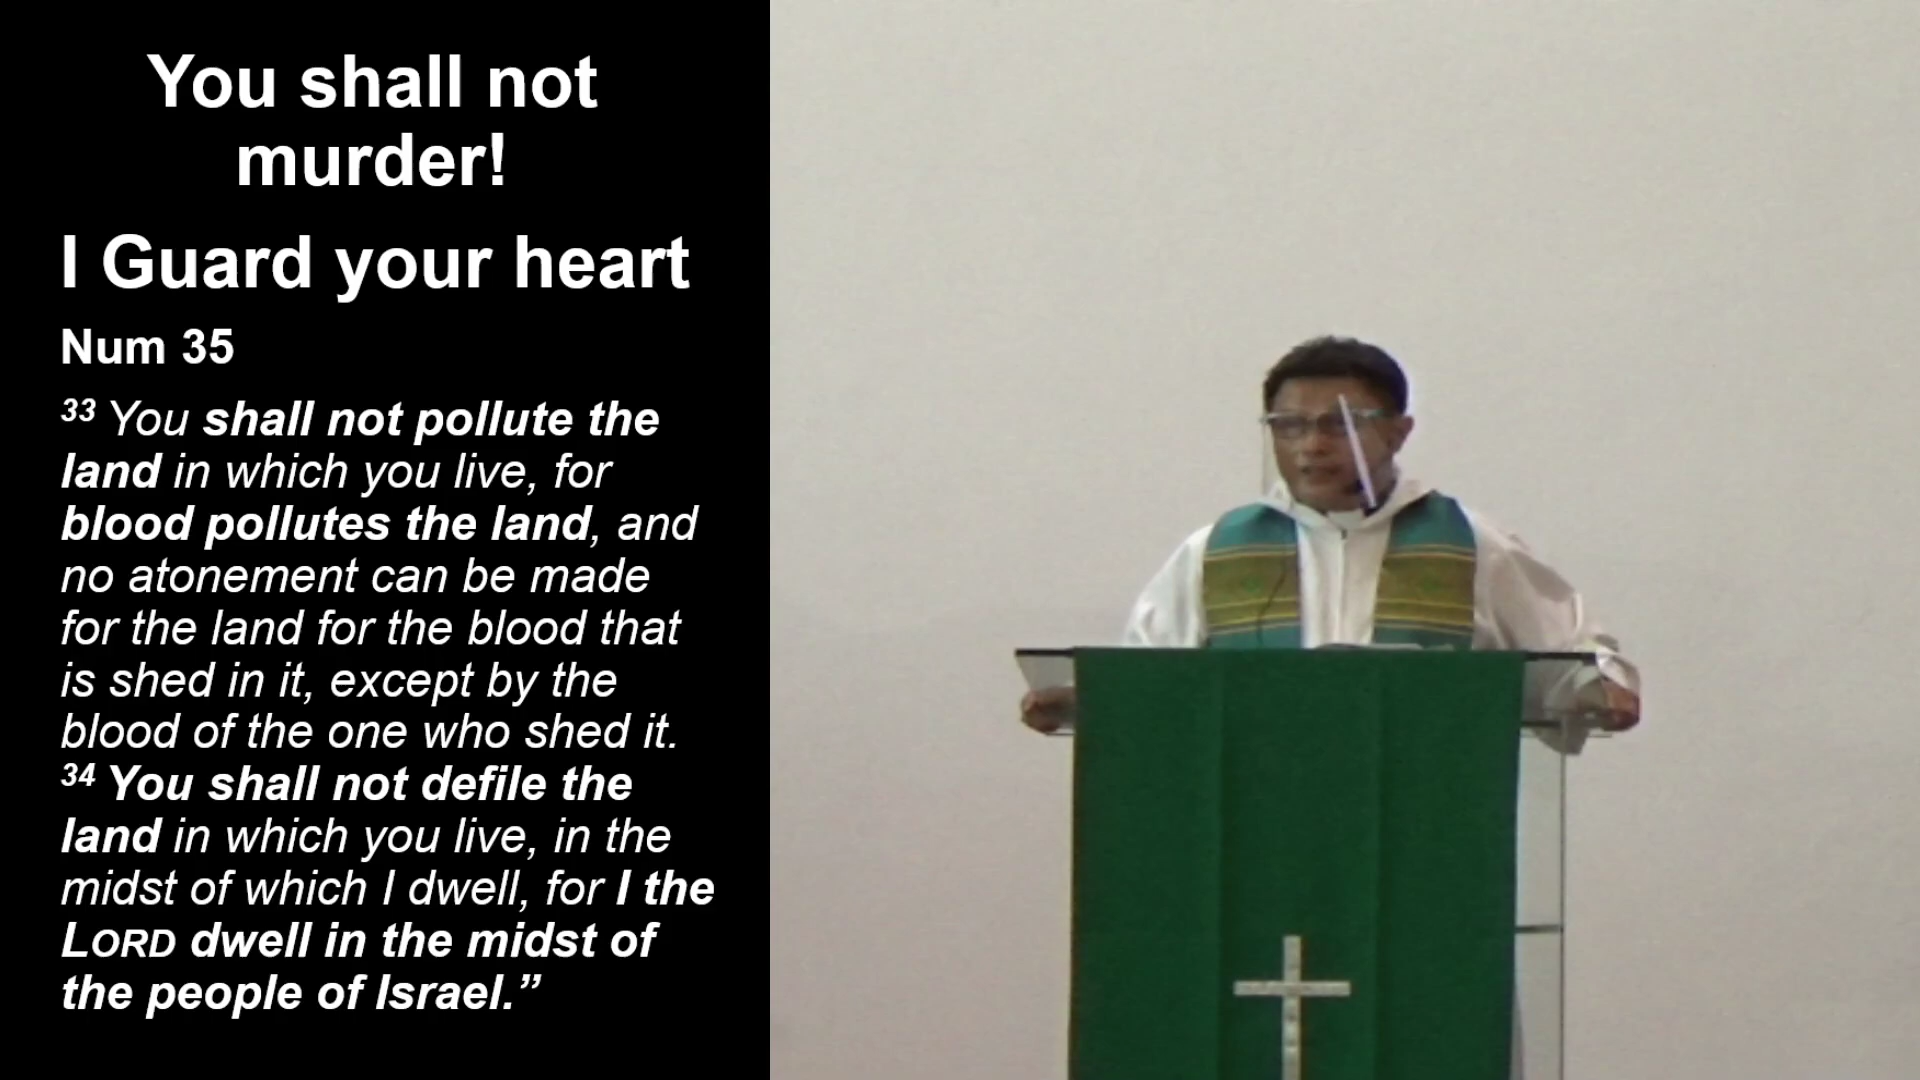 You shall not
murder!
I Guard your heart
Num 35
33 You shall not pollute the
land in which you live, for
blood pollutes the land, and
no atonement can be made
for the land for the blood that
is shed in it, except by the
blood of the one who shed it.
34 You shall not defile the
land in which you live, in the
midst of which I dwell, for I the
LORD dwell in the midst of
the people of Israel.”